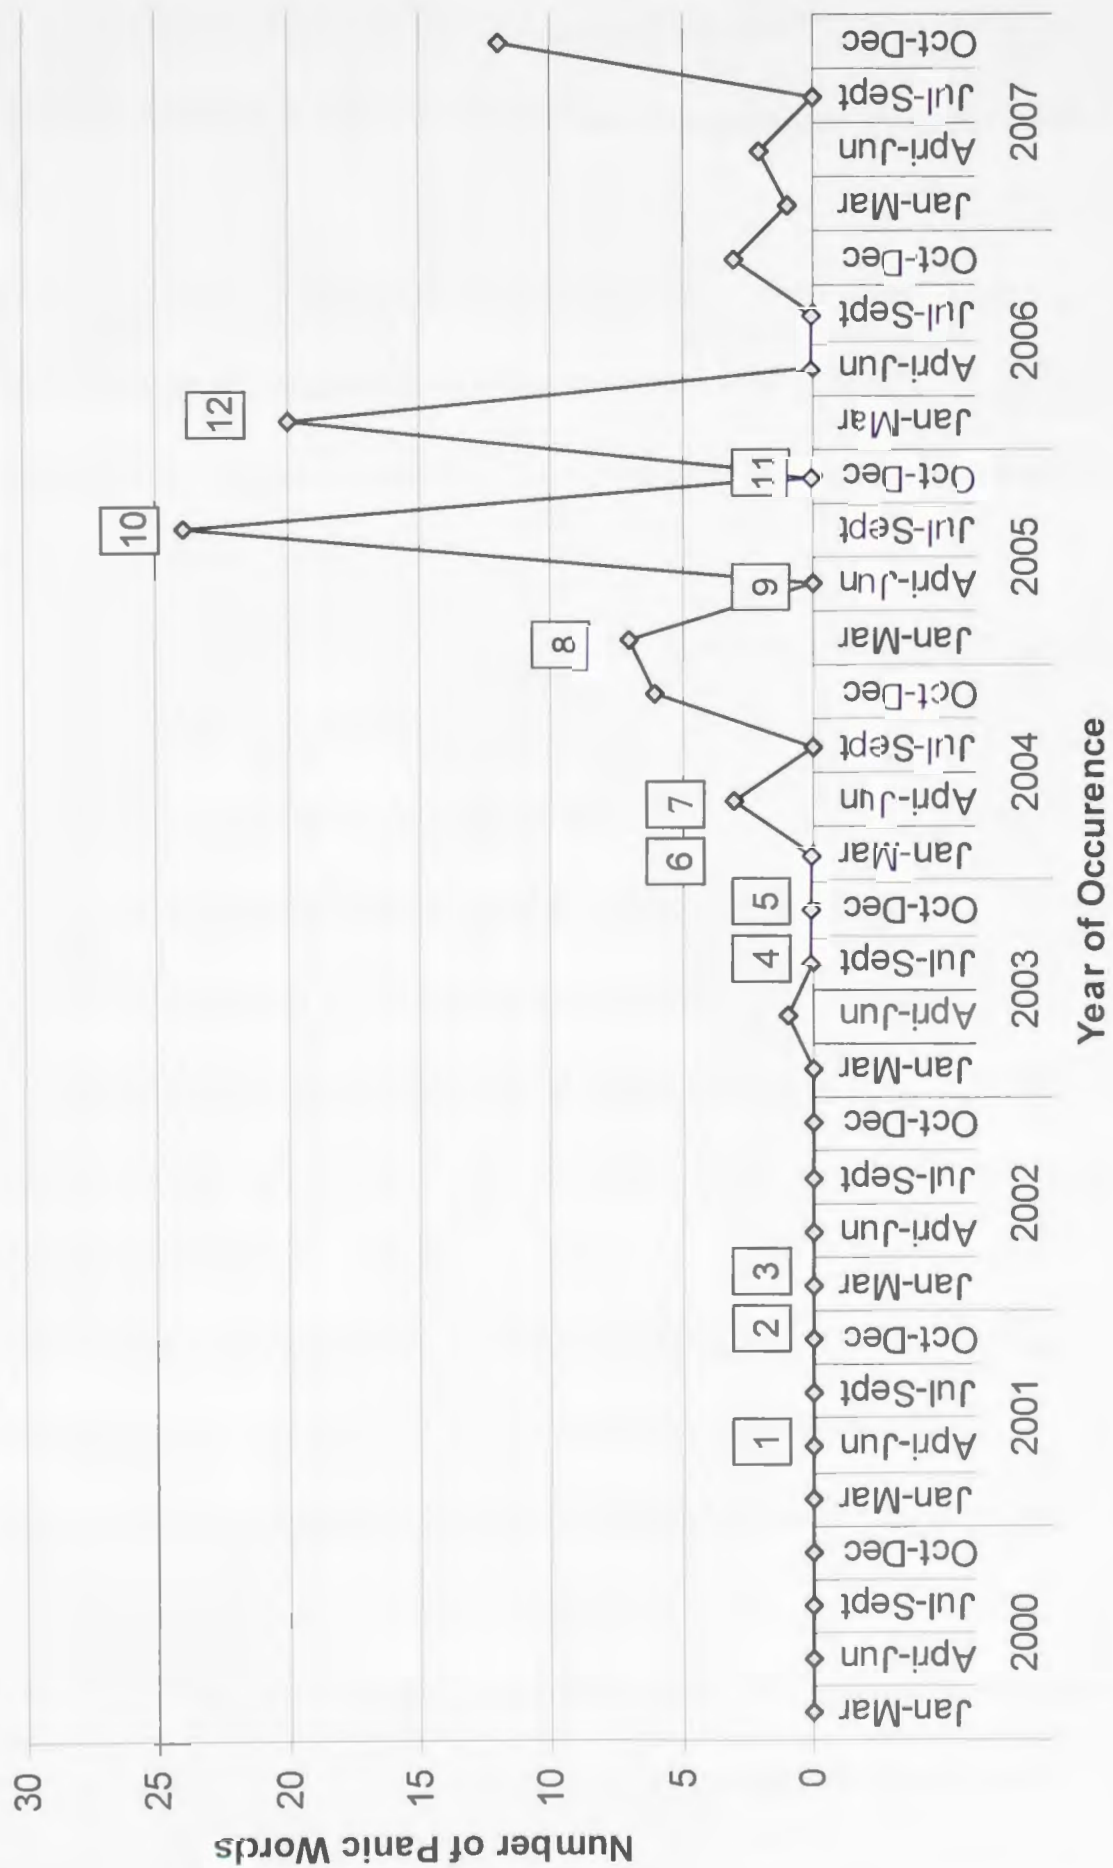 Number of Panic Words
30
25
20
15
10
5
0
1
2
3
4
5
6
7
8
9
10
11
12
Jan-Mar
Apri-Jun
Jul-Sept
Oct-Dec
Jan-Mar
Apri-Jun
Jul-Sept
Oct-Dec
Jan-Mar
Apri-Jun
Jul-Sept
Oct-Dec
Jan-Mar
Apri-Jun
Jul-Sept
Oct-Dec
Jan-Mar
Apri-Jun
Jul-Sept
Oct-Dec
Jan-Mar
Apri-Jun
Jul-Sept
Oct-Dec
Jan-Mar
Apri-Jun
Jul-Sept
Oct-Dec
Jan-Mar
Apri-Jun
Jul-Sept
Oct-Dec
2000
2001
2002
2003
2004
2005
2006
2007
Year of Occurence